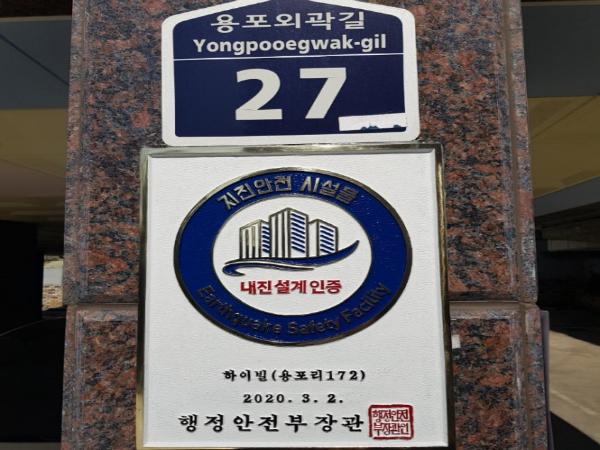 용포외곽길
Yongpooegwak-gil
27
지진안전 시설물
내진설계인증
Earthquake Safety Facility
하이빌(용포리172)
2020. 3. 2.
행정안전부장관
행정안전
부장관인